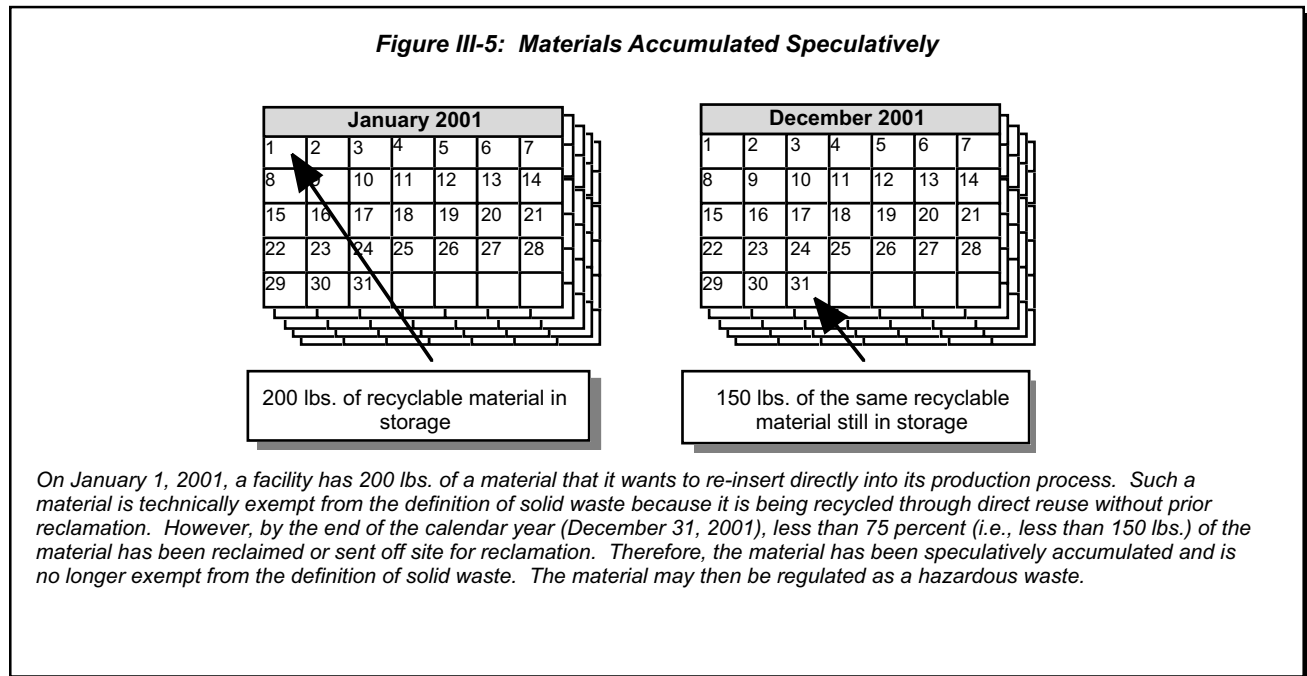 Figure III-5: Materials Accumulated Speculatively
January 2001
1 2 3 4 5 6 7
8 9 10 11 12 13 14
15 16 17 18 19 20 21
22 23 24 25 26 27 28
29 30 31
December 2001
1 2 3 4 5 6 7
8 9 10 11 12 13 14
15 16 17 18 19 20 21
22 23 24 25 26 27 28
29 30 31
200 lbs. of recyclable material in
storage
150 lbs. of the same recyclable
material still in storage
On January 1, 2001, a facility has 200 lbs. of a material that it wants to re-insert directly into its production process. Such a
material is technically exempt from the definition of solid waste because it is being recycled through direct reuse without prior
reclamation. However, by the end of the calendar year (December 31, 2001), less than 75 percent (i.e., less than 150 lbs.) of the
material has been reclaimed or sent off site for reclamation. Therefore, the material has been speculatively accumulated and is
no longer exempt from the definition of solid waste. The material may then be regulated as a hazardous waste.